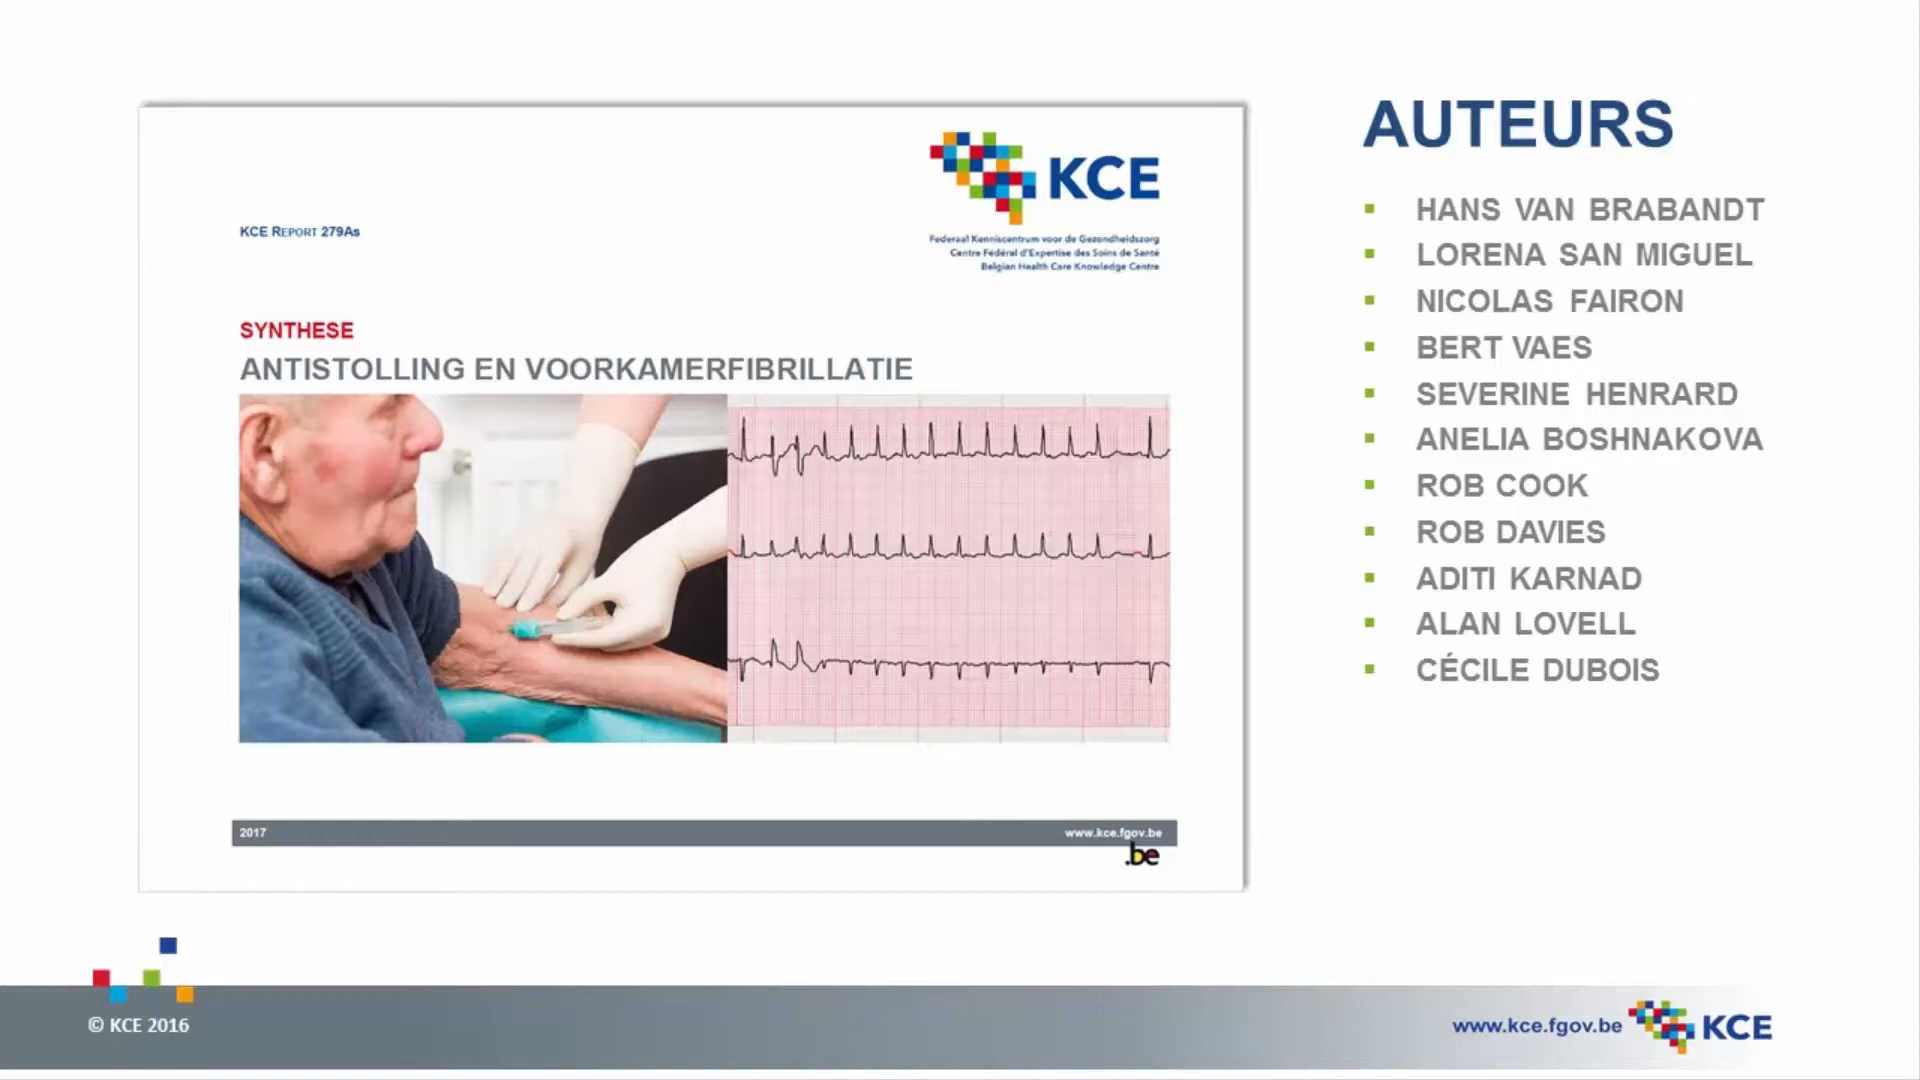 KCE
Federaal Kenniscentrum voor de Gezondheidszorg
Centre Fédéral d'Expertise des Soins de Santé
Belgian Health Care Knowledge Centre
KCE REPORT 279As
SYNTHESE
ANTISTOLLING EN VOORKAMERFIBRILLATIE
2017
www.kce.fgov.be
.be
AUTEURS
HANS VAN BRABANDT
LORENA SAN MIGUEL
NICOLAS FAIRON
BERT VAES
SEVERINE HENRARD
ANELIA BOSHNAKOVA
ROB COOK
ROB DAVIES
ADITI KARNAD
ALAN LOVELL
CÉCILE DUBOIS
© KCE 2016
www.kce.fgov.be
KCE